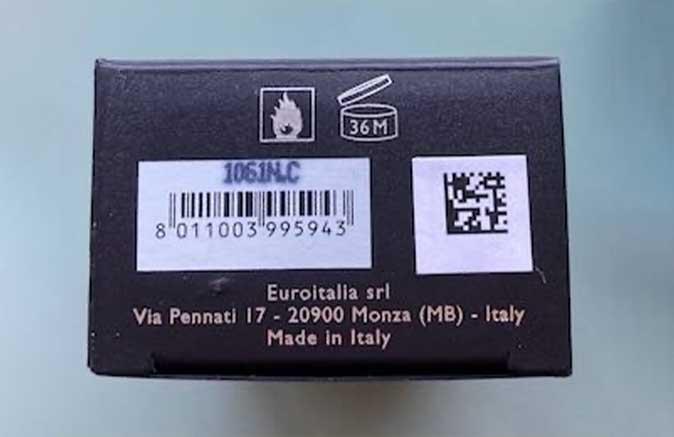 36M
1061N.C
8 011003 995943
Euroitalia srl
Via Pennati 17 - 20900 Monza (MB) - Italy
Made in Italy